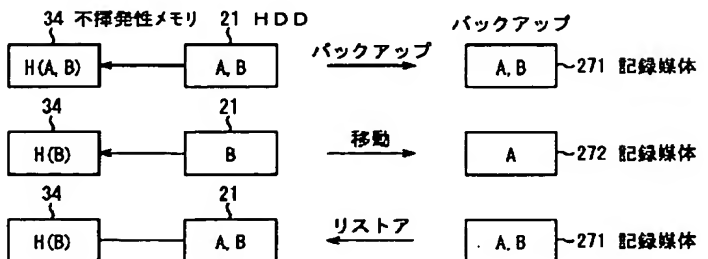 34 不揮発性メモリ 21 HDD
バックアップ
H(A, B) A, B バックアップ A, B 271 記録媒体
34 21
H(B) B 移動 A 272 記録媒体
34 21
H(B) A, B リストア A, B 271 記録媒体